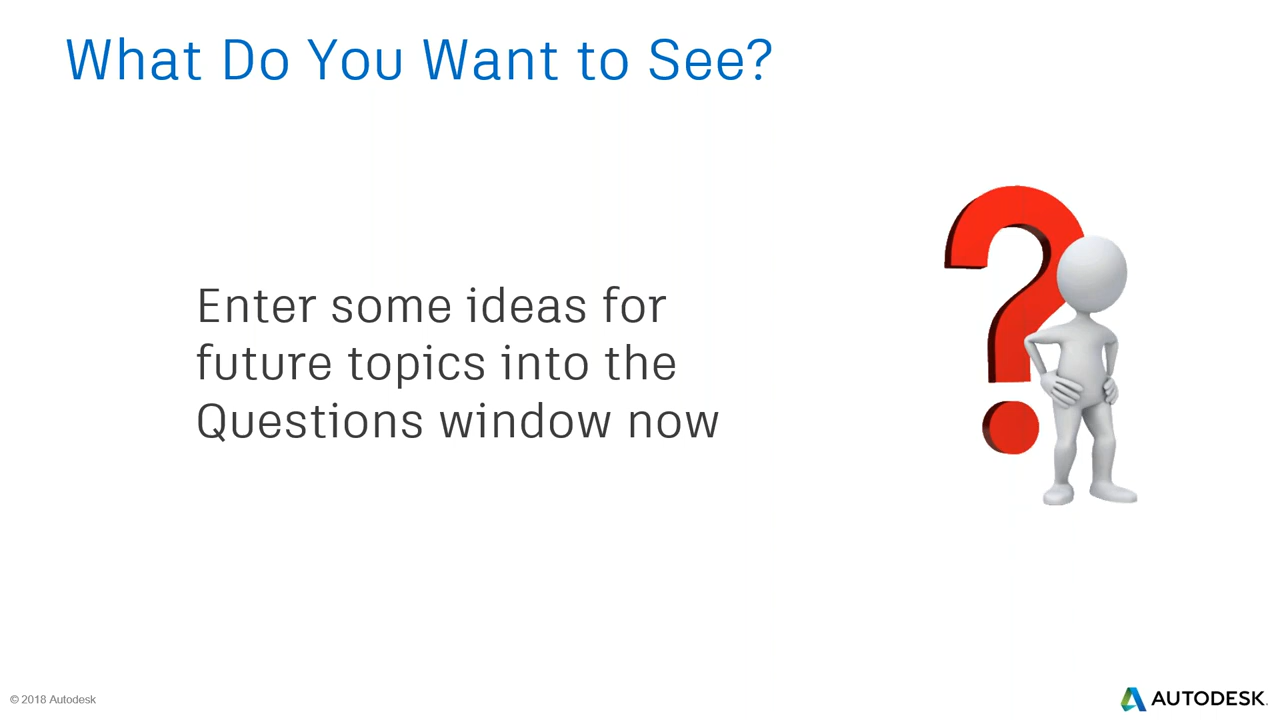 What Do You Want to See?
Enter some ideas for
future topics into the
Questions window now
© 2018 Autodesk
AUTODESK.